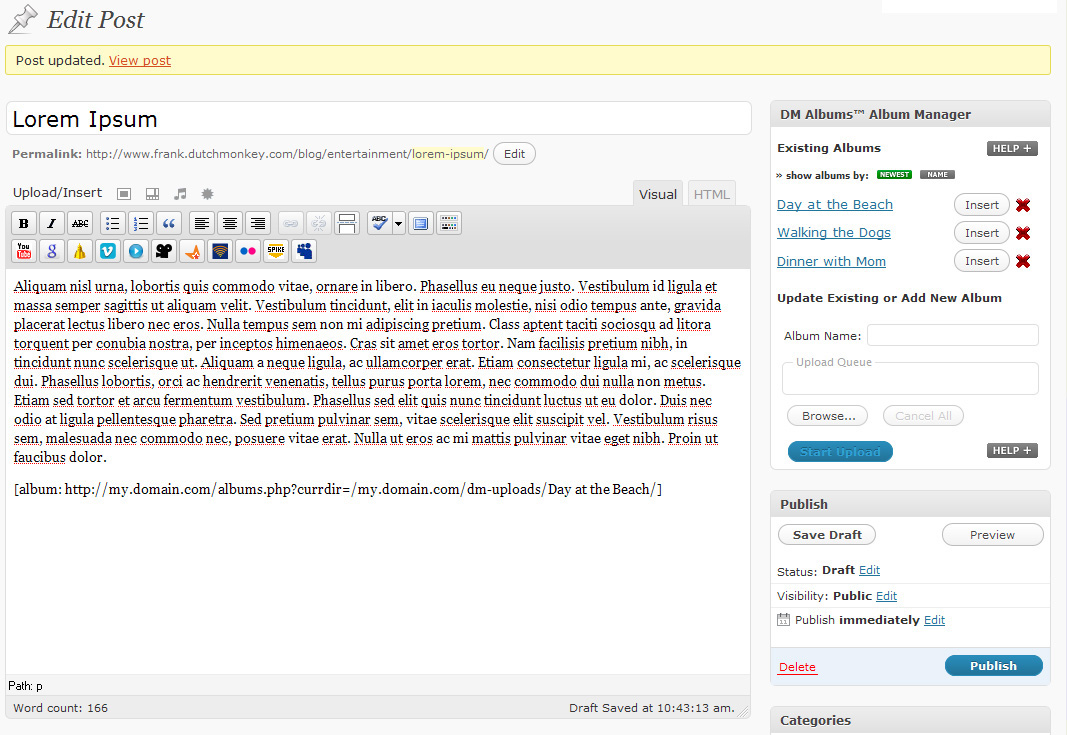 Edit Post
Post updated. View post
Lorem Ipsum
Permalink: http://www.frank.dutchmonkey.com/blog/entertainment/lorem-ipsum/ Edit
Upload/Insert
Visual HTML
B I ABC ABC
You Tube g SPIKE
Aliquam nisl urna, lobortis quis commodo vitae, ornare in libero. Phasellus eu neque justo. Vestibulum id ligula et
massa semper sagittis ut aliquam velit. Vestibulum tincidunt, elit in iaculis molestie, nisi odio tempus ante, gravida
placerat lectus libero nec eros. Nulla tempus sem non mi adipiscing pretium. Class aptent taciti sociosqu ad litora
torquent per conubia nostra, per inceptos himenaeos. Cras sit amet eros tortor. Nam facilisis pretium nibh, in
tincidunt nunc scelerisque ut. Aliquam a neque ligula, ac ullamcorper erat. Etiam consectetur ligula mi, ac scelerisque
dui. Phasellus lobortis, orci ac hendrerit venenatis, tellus purus porta lorem, nec commodo dui nulla non metus.
Etiam sed tortor et arcu fermentum vestibulum. Phasellus sed elit quis nunc tincidunt luctus ut eu dolor. Duis nec
odio at ligula pellentesque pharetra. Sed pretium pulvinar sem, vitae scelerisque elit suscipit vel. Vestibulum risus
sem, malesuada nec commodo nec, posuere vitae erat. Nulla ut eros ac mi mattis pulvinar vitae eget nibh. Proin ut
faucibus dolor.
[album: http://my.domain.com/albums.php?currdir=/my.domain.com/dm-uploads/Day at the Beach/]
Path: p
Word count: 166 Draft Saved at 10:43:13 am.
DM Albums™ Album Manager
Existing Albums HELP +
» show albums by: NEWEST NAME
Day at the Beach Insert
Walking the Dogs Insert
Dinner with Mom Insert
Update Existing or Add New Album
Album Name:
Upload Queue
Browse... Cancel All
Start Upload HELP +
Publish
Save Draft Preview
Status: Draft Edit
Visibility: Public Edit
Publish immediately Edit
Delete Publish
Categories